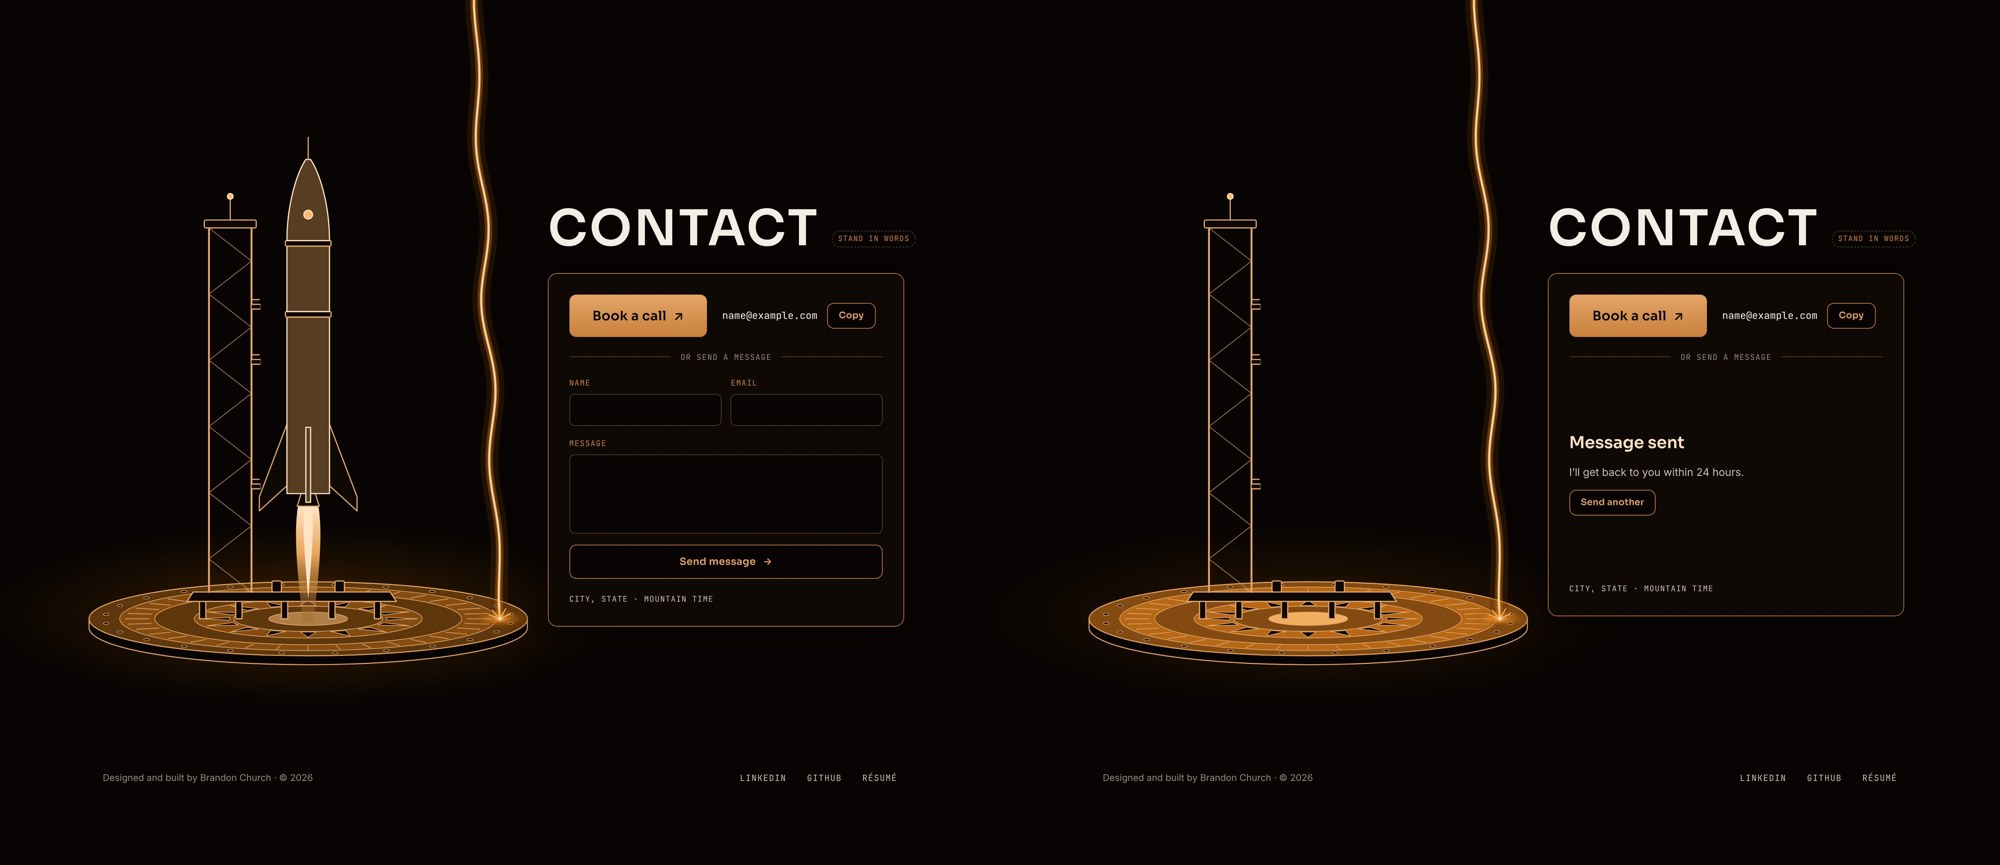 CONTACT
STAND IN WORDS
Book a call ↗
name@example.com
Copy
OR SEND A MESSAGE
NAME
EMAIL
MESSAGE
Send message →
CITY, STATE · MOUNTAIN TIME
Designed and built by Brandon Church · © 2026
LINKEDIN
GITHUB
RÉSUMÉ
CONTACT
STAND IN WORDS
Book a call ↗
name@example.com
Copy
OR SEND A MESSAGE
Message sent
I'll get back to you within 24 hours.
Send another
CITY, STATE · MOUNTAIN TIME
Designed and built by Brandon Church · © 2026
LINKEDIN
GITHUB
RÉSUMÉ